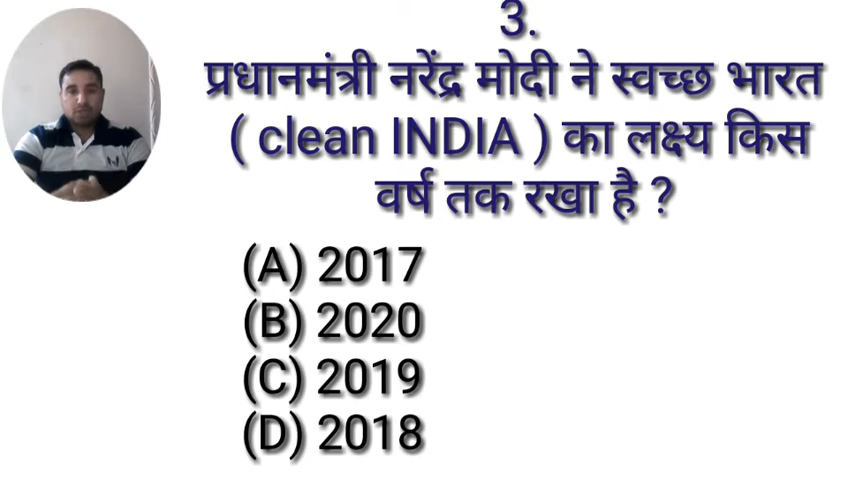 3.
प्रधानमंत्री नरेंद्र मोदी ने स्वच्छ भारत
( clean INDIA ) का लक्ष्य किस
वर्ष तक रखा है ?
(A) 2017
(B) 2020
(C) 2019
(D) 2018